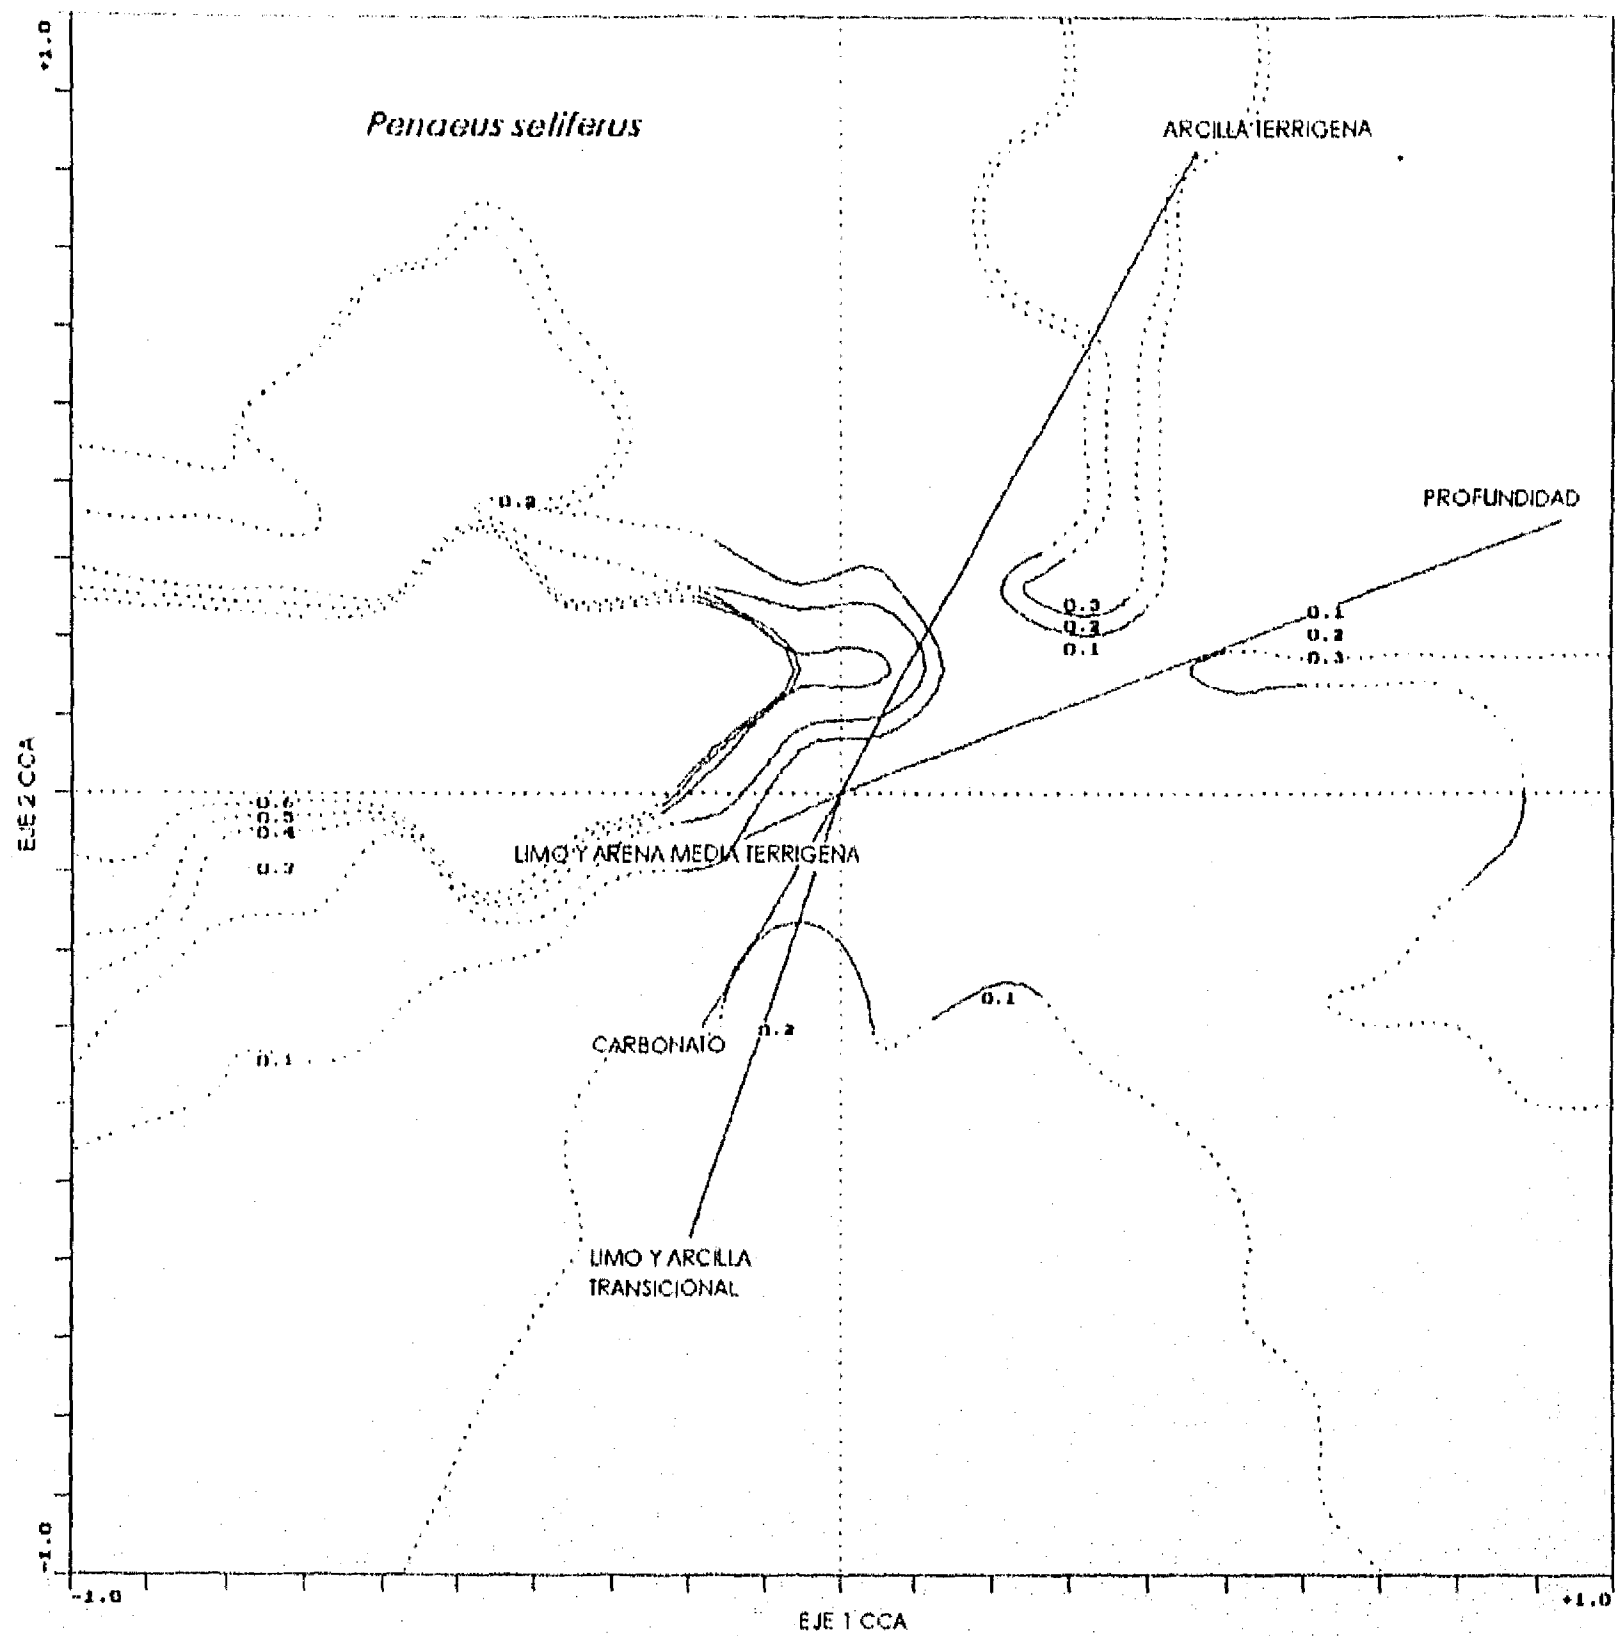 +1.0
Penaeus seliferus
ARCILLA TERRIGENA
PROFUNDIDAD
0.2
0.3
0.2
0.1
0.1
0.2
0.3
EJE 2 CCA
0.6
0.5
0.4
0.2
LIMO Y ARENA MEDIA TERRIGENA
0.1
CARBONATO
0.2
0.1
LIMO Y ARCILLA
TRANSICIONAL
-1.0
-1.0
+1.0
EJE 1 CCA